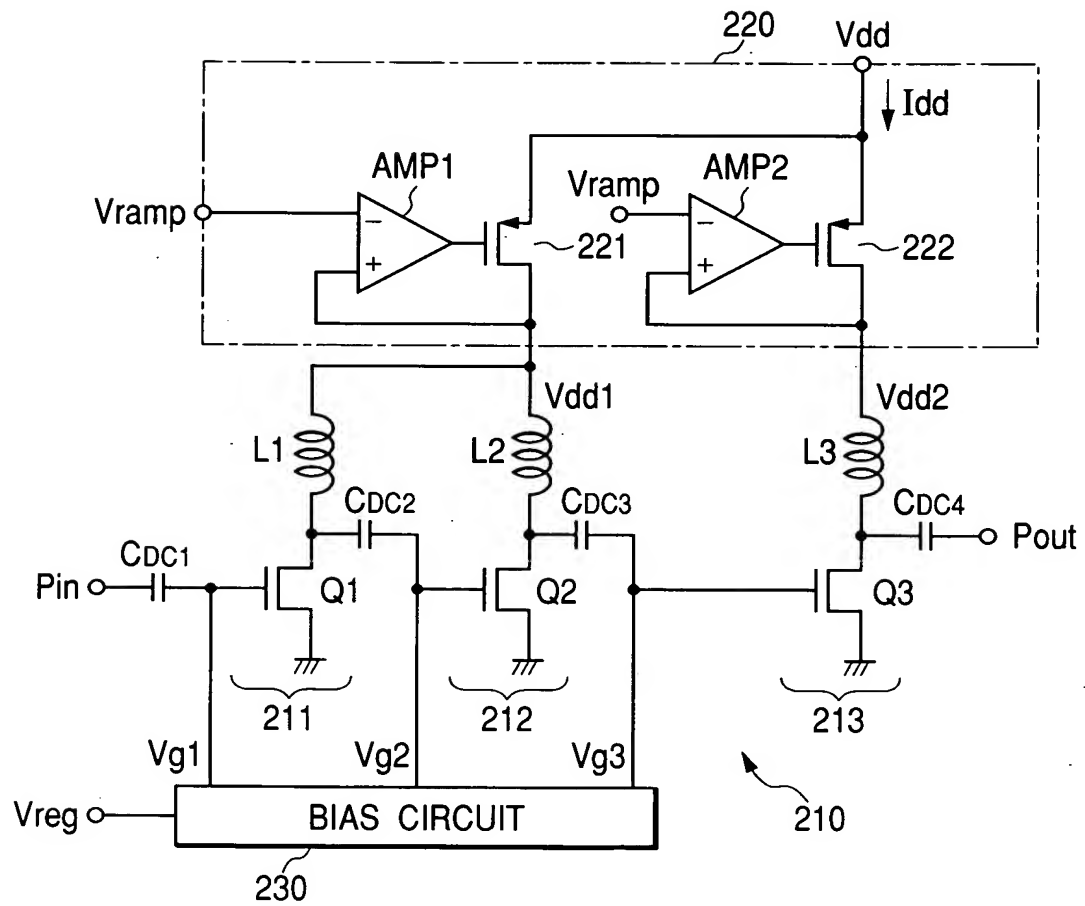 220
Vdd
Idd
AMP1
Vramp
AMP2
Vramp
−
+
221
−
+
222
Vdd1
Vdd2
L1
L2
L3
CDC2
CDC3
CDC4
Pout
CDC1
Pin
Q1
Q2
Q3
211
212
213
Vg1
Vg2
Vg3
Vreg
BIAS CIRCUIT
210
230